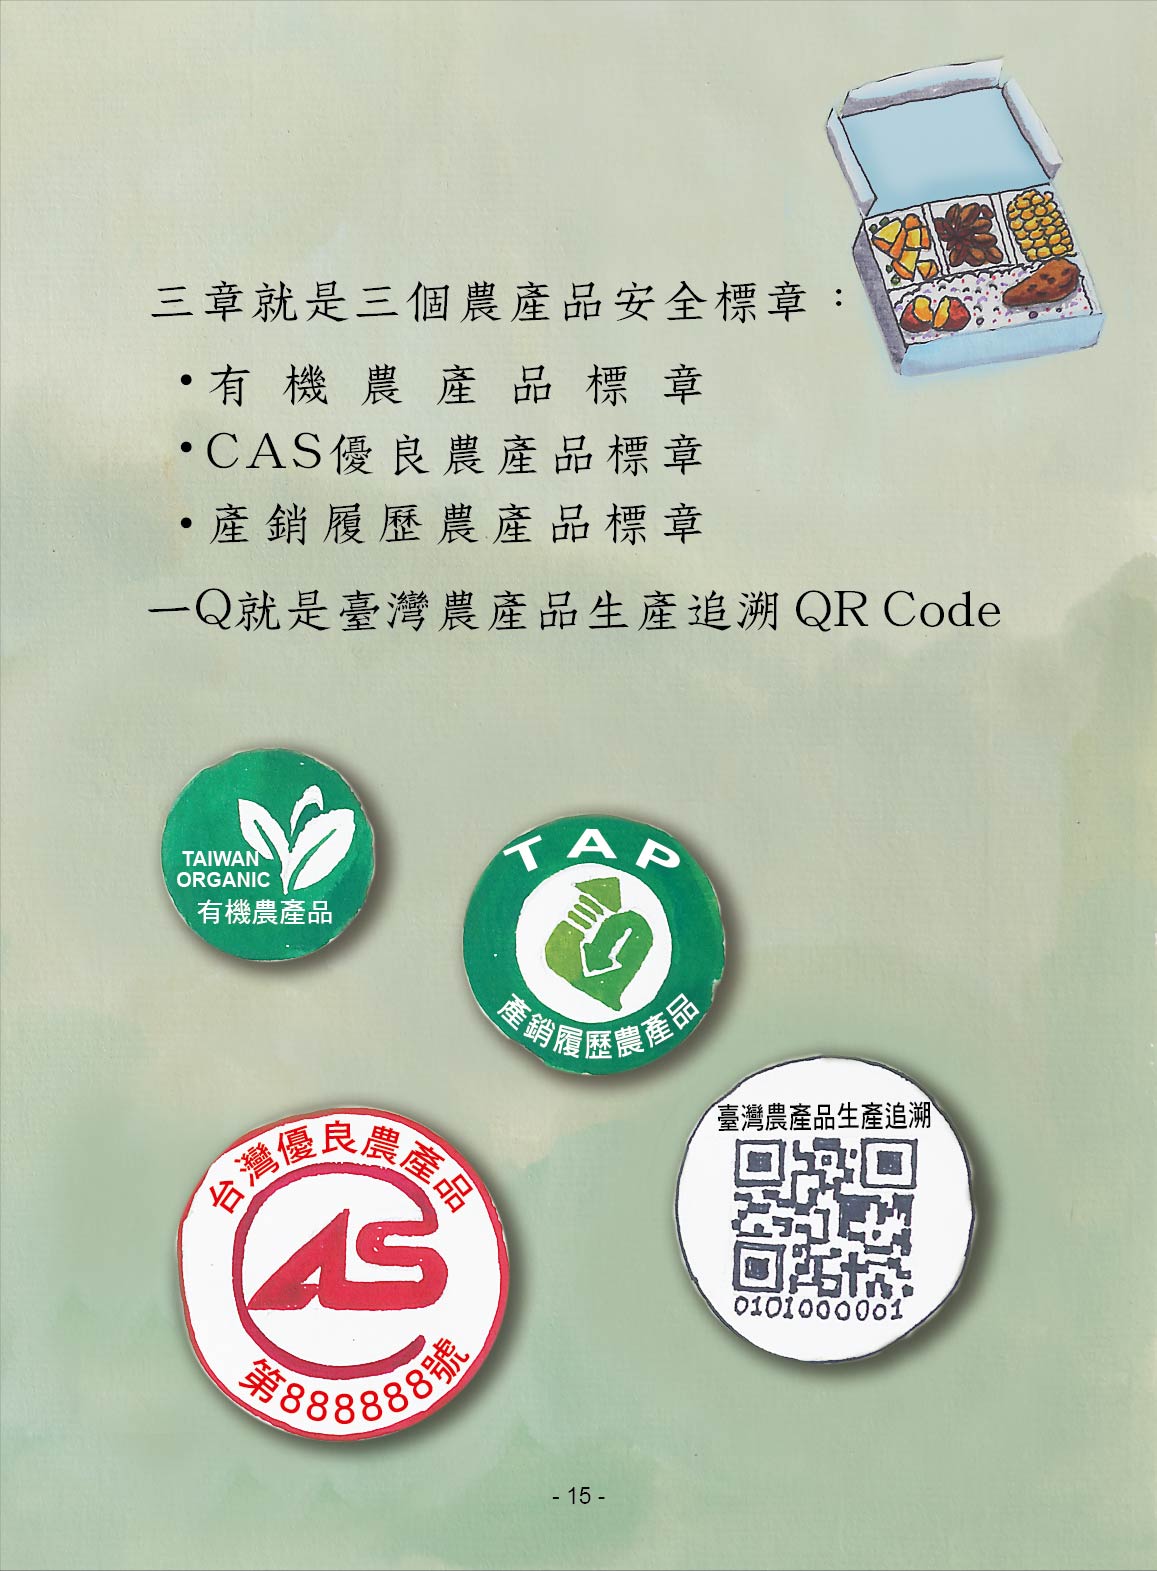 三章就是三個農產品安全標章：
•有機農產品標章
•CAS優良農產品標章
•產銷履歷農產品標章
一Q就是臺灣農產品生產追溯 QR Code
TAIWAN
ORGANIC
有機農產品
TAP
產銷履歷農產品
台灣優良農產品
CAS
第888888號
臺灣農產品生產追溯
0101000001
- 15 -